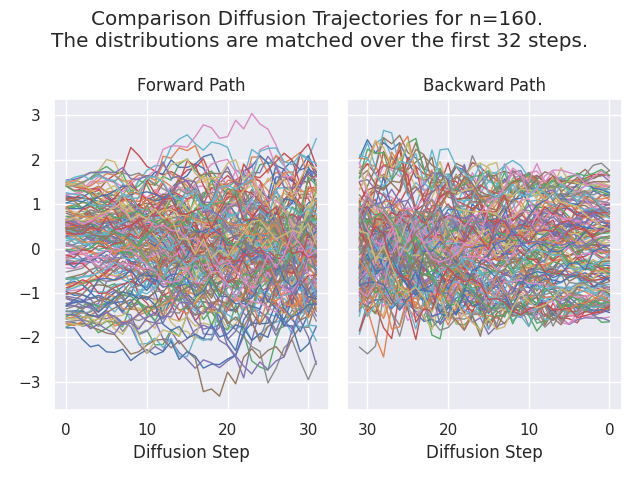 Comparison Diffusion Trajectories for n=160.
The distributions are matched over the first 32 steps.
Forward Path
Backward Path
3
2
1
0
−1
−2
−3
0 10 20 30
30 20 10 0
Diffusion Step
Diffusion Step